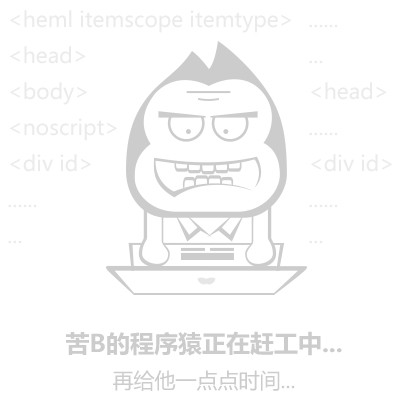 <heml itemscope itemtype> ......
<head> ...
<body> <head>
<noscript> ......
<div id> <div id>
...... ......
... ...
苦B的程序猿正在赶工中...
再给他一点点时间...